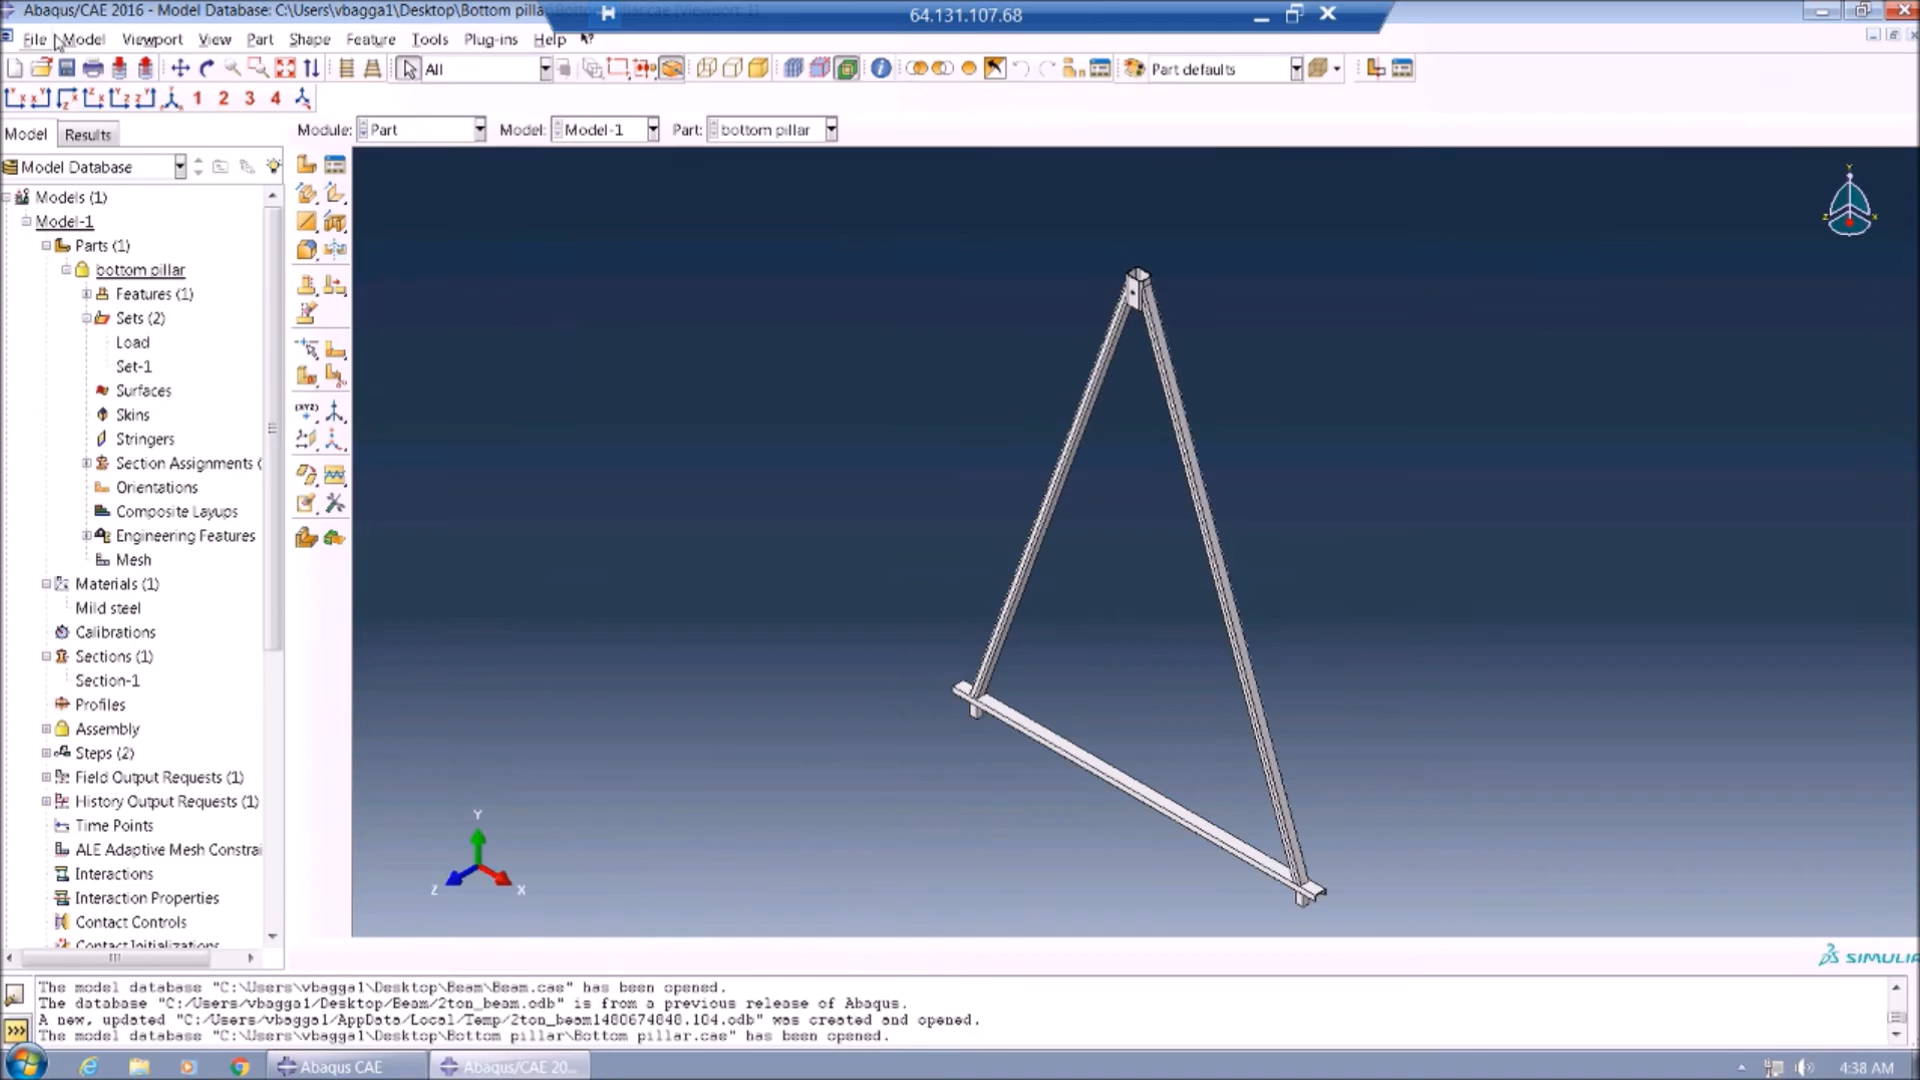 Abaqus/CAE 2016 - Model Database: C:\Users\vbagga1\Desktop\Bottom pilla
64.131.107.68
File Model Viewport View Part Shape Feature Tools Plug-ins Help
All
Part defaults
1 2 3 4
Model Results
Module: Part Model: Model-1 Part: bottom pillar
Model Database
Models (1)
Model-1
Parts (1)
bottom pillar
Features (1)
Sets (2)
Load
Set-1
Surfaces
Skins
Stringers
Section Assignments (
Orientations
Composite Layups
Engineering Features
Mesh
Materials (1)
Mild steel
Calibrations
Sections (1)
Section-1
Profiles
Assembly
Steps (2)
Field Output Requests (1)
History Output Requests (1)
Time Points
ALE Adaptive Mesh Constrai
Interactions
Interaction Properties
Contact Controls
Contact Initializations
(XYZ)
Y
Z X
Y
Z X
SIMULIA
The model database "C:\Users\vbagga1\Desktop\Beam\Beam.cae" has been opened.
The database "C:/Users/vbagga1/Desktop/Beam/2ton_beam.odb" is from a previous release of Abaqus.
A new, updated "C:/Users/vbagga1/AppData/Local/Temp/2ton_beam1480674848.104.odb" was created and opened.
The model database "C:\Users\vbagga1\Desktop\Bottom pillar\Bottom pillar.cae" has been opened.
Abaqus CAE
Abaqus/CAE 20...
4:38 AM